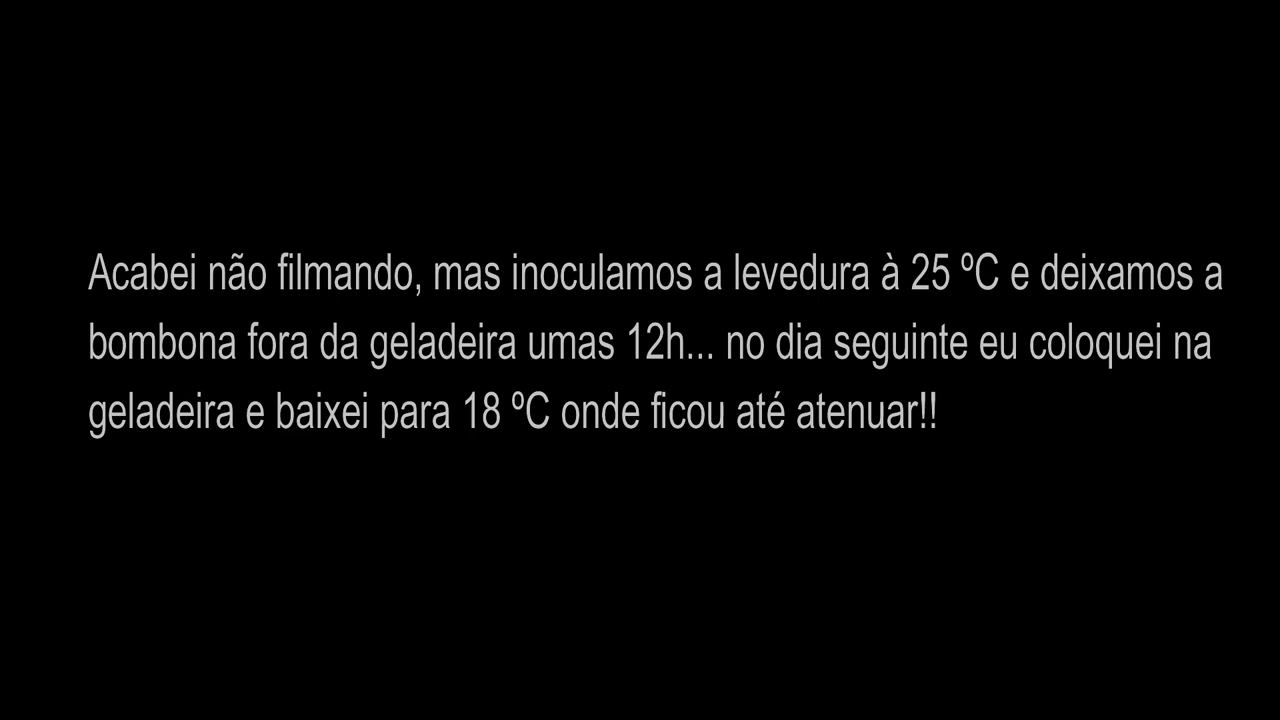 Acabei não filmando, mas inoculamos a levedura à 25 ºC e deixamos a
bombona fora da geladeira umas 12h... no dia seguinte eu coloquei na
geladeira e baixei para 18 ºC onde ficou até atenuar!!